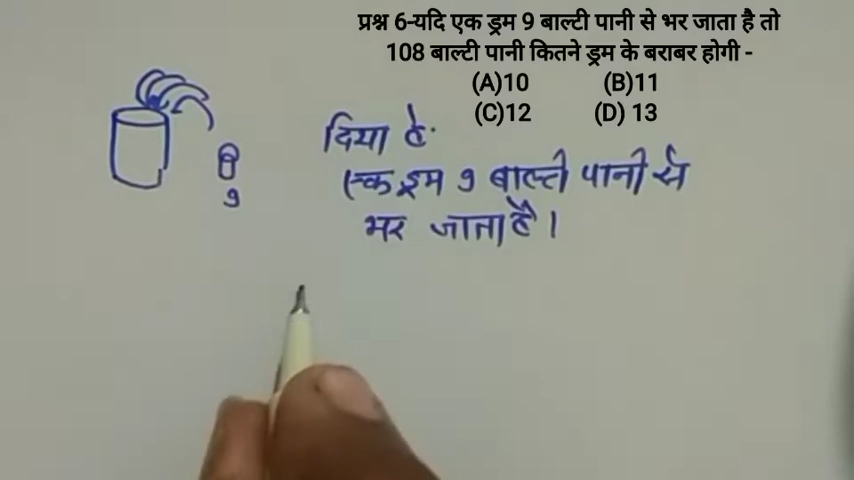 प्रश्न 6-यदि एक ड्रम 9 बाल्टी पानी से भर जाता है तो
108 बाल्टी पानी कितने ड्रम के बराबर होगी -
(A)10 (B)11
(C)12 (D) 13
दिया है.
एक ड्रम 9 बाल्टी पानी से
भर जाता है।
9